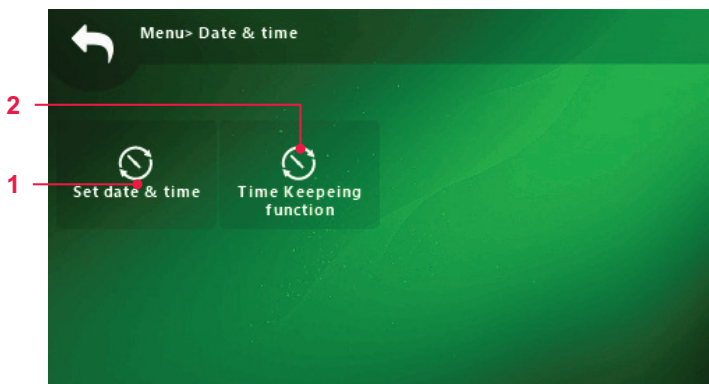 Menu> Date & time
2
1
Set date & time
Time Keepeing
function